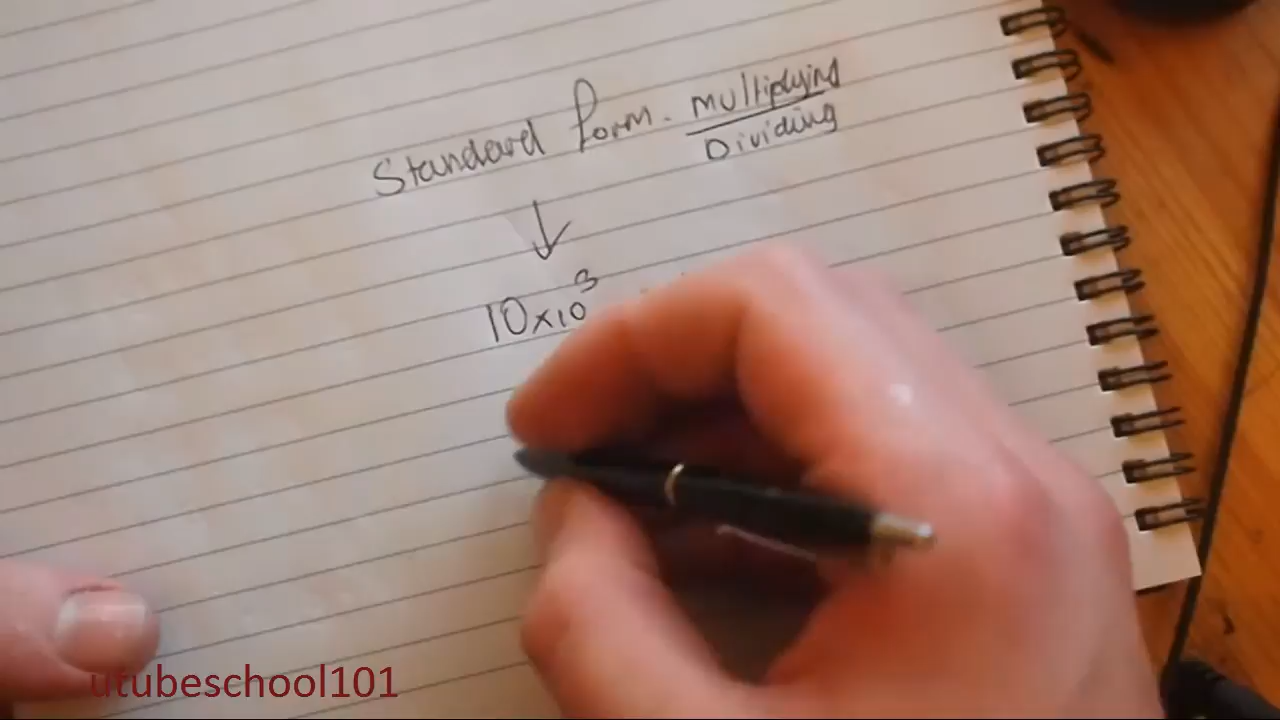 Standard form. multiplying
Dividing
↓
10x10³
utubeschool101